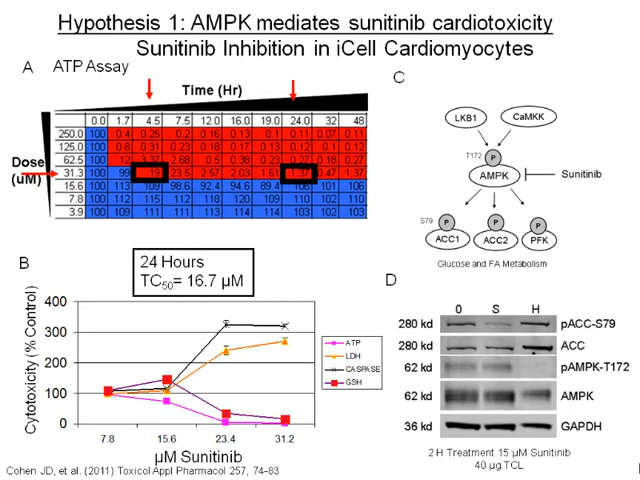 Hypothesis 1: AMPK mediates sunitinib cardiotoxicity
Sunitinib Inhibition in iCell Cardiomyocytes
A ATP Assay
Time (Hr)
0.0 1.7 4.5 7.5 12.0 16.0 19.0 24.0 32 48
Dose (uM)
250.0 100 0.4 0.25 0.2 0.16 0.13 0.1 0.11 0.07 0.11
125.0 100 0.8 0.31 0.2 0.18 0.17 0.13 0.12 0.1 0.11
62.5 100 12 3.37 2.68 0.5 0.38 0.23 0.27 0.18 0.27
31.3 100 99 19 23.5 2.57 2.03 1.61 1.37 0.47 1.37
15.6 100 113 109 98.6 92.4 94.6 89.4 106 101 106
7.8 100 112 115 112 118 120 109 110 102 110
3.9 100 109 111 111 113 114 114 103 102 103
C
LKB1 CaMKK
T172 P
AMPK Sunitinib
S79 P P P
ACC1 ACC2 PFK
Glucose and FA Metabolism
B
24 Hours
TC50= 16.7 µM
Cytotoxicity (% Control)
400
300
200
100
0
7.8 15.6 23.4 31.2
µM Sunitinib
ATP
LDH
CASPASE
GSH
D
0 S H
280 kd pACC-S79
280 kd ACC
62 kd pAMPK-T172
62 kd AMPK
36 kd GAPDH
2 H Treatment 15 µM Sunitinib
40 µg TCL
Cohen JD, et al. (2011) Toxicol Appl Pharmacol 257, 74-83